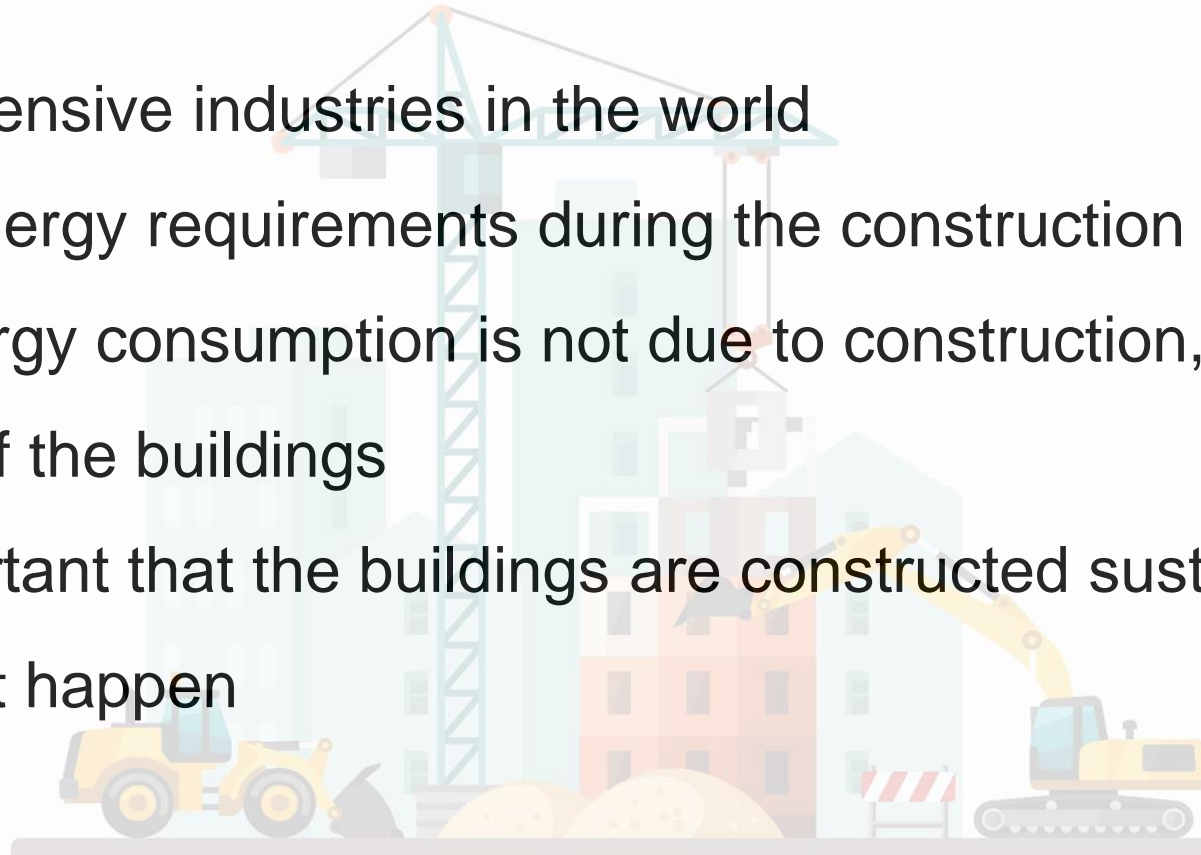 ensive industries in the world
ergy requirements during the construction
rgy consumption is not due to construction,
f the buildings
rtant that the buildings are constructed sust
t happen